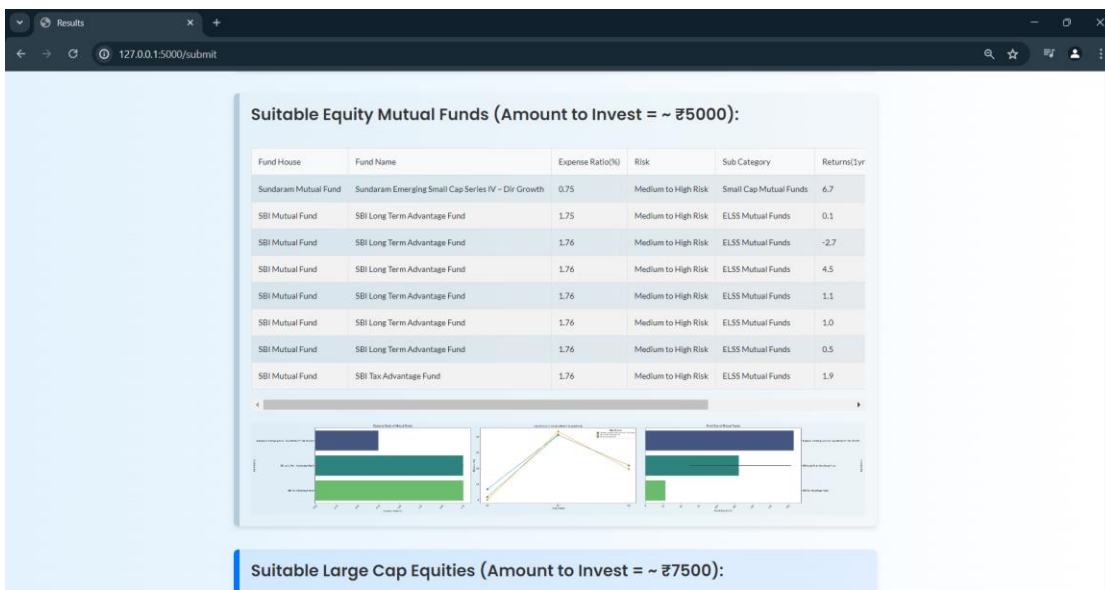 Results
127.0.0.1:5000/submit
Suitable Equity Mutual Funds (Amount to Invest = ~ ₹5000):
Fund House Fund Name Expense Ratio(%) Risk Sub Category Returns(1yr
Sundaram Mutual Fund Sundaram Emerging Small Cap Series IV – Dir Growth 0.75 Medium to High Risk Small Cap Mutual Funds 6.7
SBI Mutual Fund SBI Long Term Advantage Fund 1.75 Medium to High Risk ELSS Mutual Funds 0.1
SBI Mutual Fund SBI Long Term Advantage Fund 1.76 Medium to High Risk ELSS Mutual Funds -2.7
SBI Mutual Fund SBI Long Term Advantage Fund 1.76 Medium to High Risk ELSS Mutual Funds 4.5
SBI Mutual Fund SBI Long Term Advantage Fund 1.76 Medium to High Risk ELSS Mutual Funds 1.1
SBI Mutual Fund SBI Long Term Advantage Fund 1.76 Medium to High Risk ELSS Mutual Funds 1.0
SBI Mutual Fund SBI Long Term Advantage Fund 1.76 Medium to High Risk ELSS Mutual Funds 0.5
SBI Mutual Fund SBI Tax Advantage Fund 1.76 Medium to High Risk ELSS Mutual Funds 1.9
Suitable Large Cap Equities (Amount to Invest = ~ ₹7500):